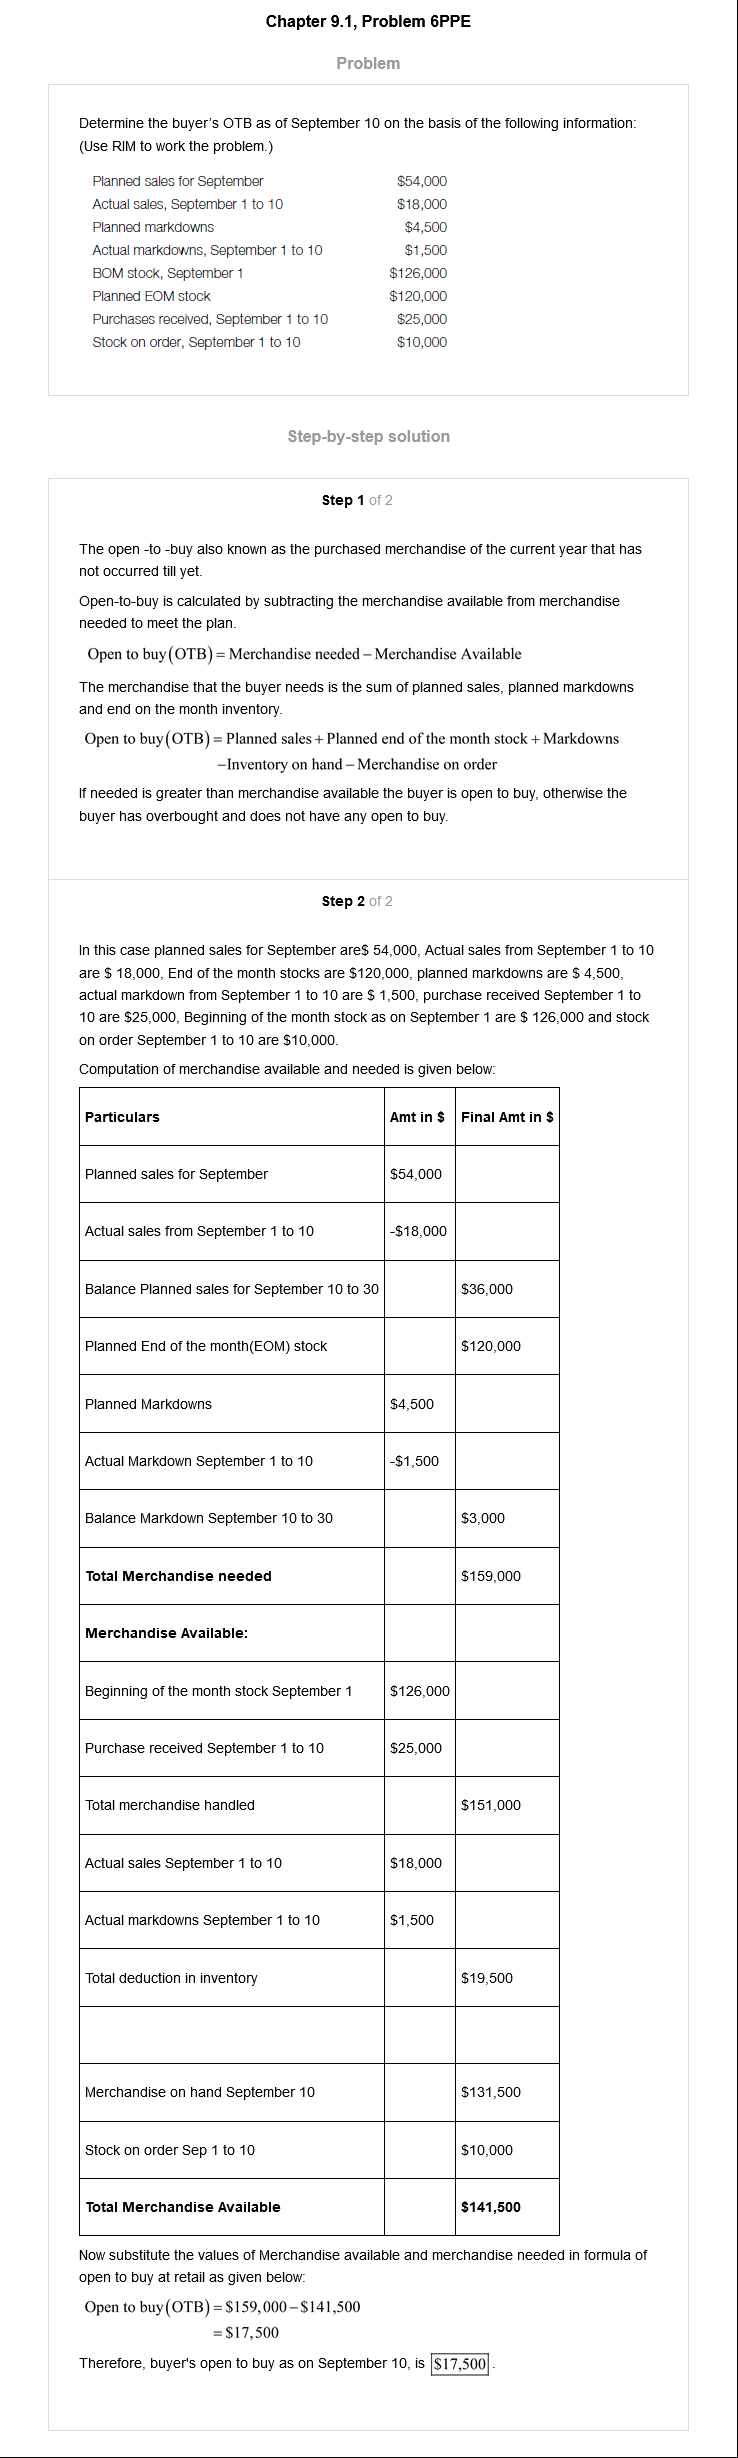 Chapter 9.1, Problem 6PPE
Problem
Determine the buyer's OTB as of September 10 on the basis of the following information:
(Use RIM to work the problem.)
Planned sales for September $54,000
Actual sales, September 1 to 10 $18,000
Planned markdowns $4,500
Actual markdowns, September 1 to 10 $1,500
BOM stock, September 1 $126,000
Planned EOM stock $120,000
Purchases received, September 1 to 10 $25,000
Stock on order, September 1 to 10 $10,000
Step-by-step solution
Step 1 of 2
The open -to -buy also known as the purchased merchandise of the current year that has
not occurred till yet.
Open-to-buy is calculated by subtracting the merchandise available from merchandise
needed to meet the plan.
Open to buy(OTB) = Merchandise needed – Merchandise Available
The merchandise that the buyer needs is the sum of planned sales, planned markdowns
and end on the month inventory.
Open to buy(OTB) = Planned sales + Planned end of the month stock + Markdowns
–Inventory on hand – Merchandise on order
If needed is greater than merchandise available the buyer is open to buy, otherwise the
buyer has overbought and does not have any open to buy.
Step 2 of 2
In this case planned sales for September are$ 54,000, Actual sales from September 1 to 10
are $ 18,000, End of the month stocks are $120,000, planned markdowns are $ 4,500,
actual markdown from September 1 to 10 are $ 1,500, purchase received September 1 to
10 are $25,000, Beginning of the month stock as on September 1 are $ 126,000 and stock
on order September 1 to 10 are $10,000.
Computation of merchandise available and needed is given below:
Particulars Amt in $ Final Amt in $
Planned sales for September $54,000
Actual sales from September 1 to 10 -$18,000
Balance Planned sales for September 10 to 30 $36,000
Planned End of the month(EOM) stock $120,000
Planned Markdowns $4,500
Actual Markdown September 1 to 10 -$1,500
Balance Markdown September 10 to 30 $3,000
Total Merchandise needed $159,000
Merchandise Available:
Beginning of the month stock September 1 $126,000
Purchase received September 1 to 10 $25,000
Total merchandise handled $151,000
Actual sales September 1 to 10 $18,000
Actual markdowns September 1 to 10 $1,500
Total deduction in inventory $19,500
Merchandise on hand September 10 $131,500
Stock on order Sep 1 to 10 $10,000
Total Merchandise Available $141,500
Now substitute the values of Merchandise available and merchandise needed in formula of
open to buy at retail as given below:
Open to buy(OTB) = $159,000 – $141,500
= $17,500
Therefore, buyer's open to buy as on September 10, is $17,500.